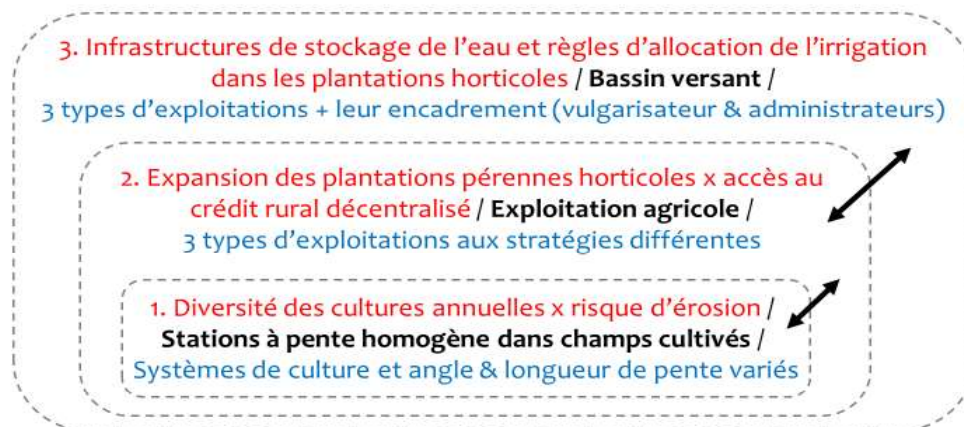 3. Infrastructures de stockage de l’eau et règles d’allocation de l’irrigation
dans les plantations horticoles / Bassin versant /
3 types d’exploitations + leur encadrement (vulgarisateur & administrateurs)
2. Expansion des plantations pérennes horticoles x accès au
crédit rural décentralisé / Exploitation agricole /
3 types d’exploitations aux stratégies différentes
1. Diversité des cultures annuelles x risque d’érosion /
Stations à pente homogène dans champs cultivés /
Systèmes de culture et angle & longueur de pente variés